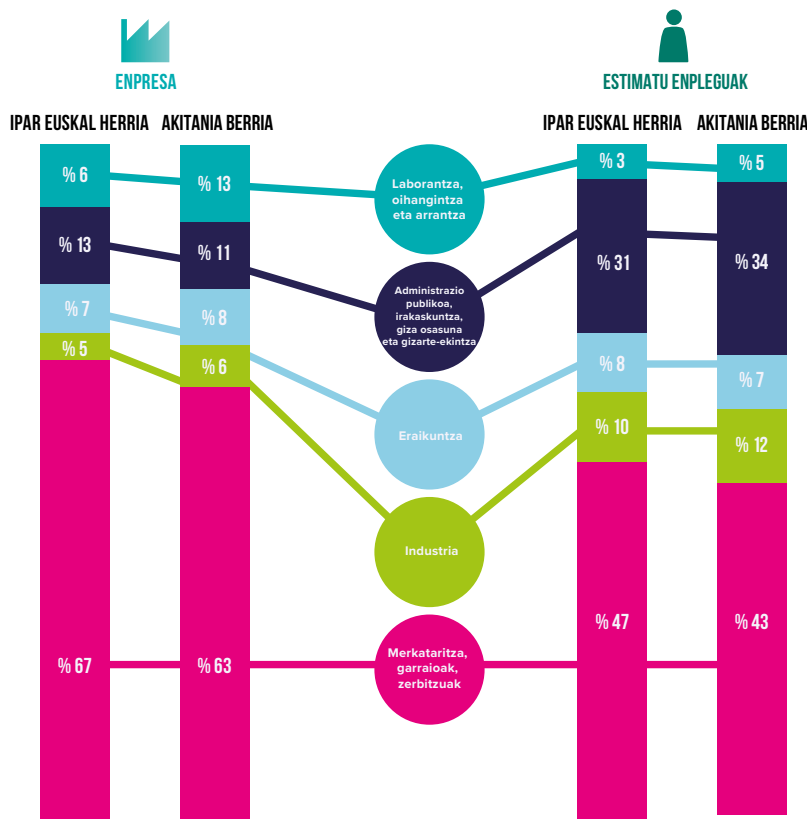 ENPRESA
ESTIMATU ENPLEGUAK
IPAR EUSKAL HERRIA
AKITANIA BERRIA
IPAR EUSKAL HERRIA
AKITANIA BERRIA
% 6
% 13
% 7
% 5
% 67
% 13
% 11
% 8
% 6
% 63
Laborantza,
oihangintza
eta arrantza
Administrazio
publikoa,
irakaskuntza,
giza osasuna
eta gizarte-ekintza
Eraikuntza
Industria
Merkataritza,
garraioak,
zerbitzuak
% 3
% 31
% 8
% 10
% 47
% 5
% 34
% 7
% 12
% 43